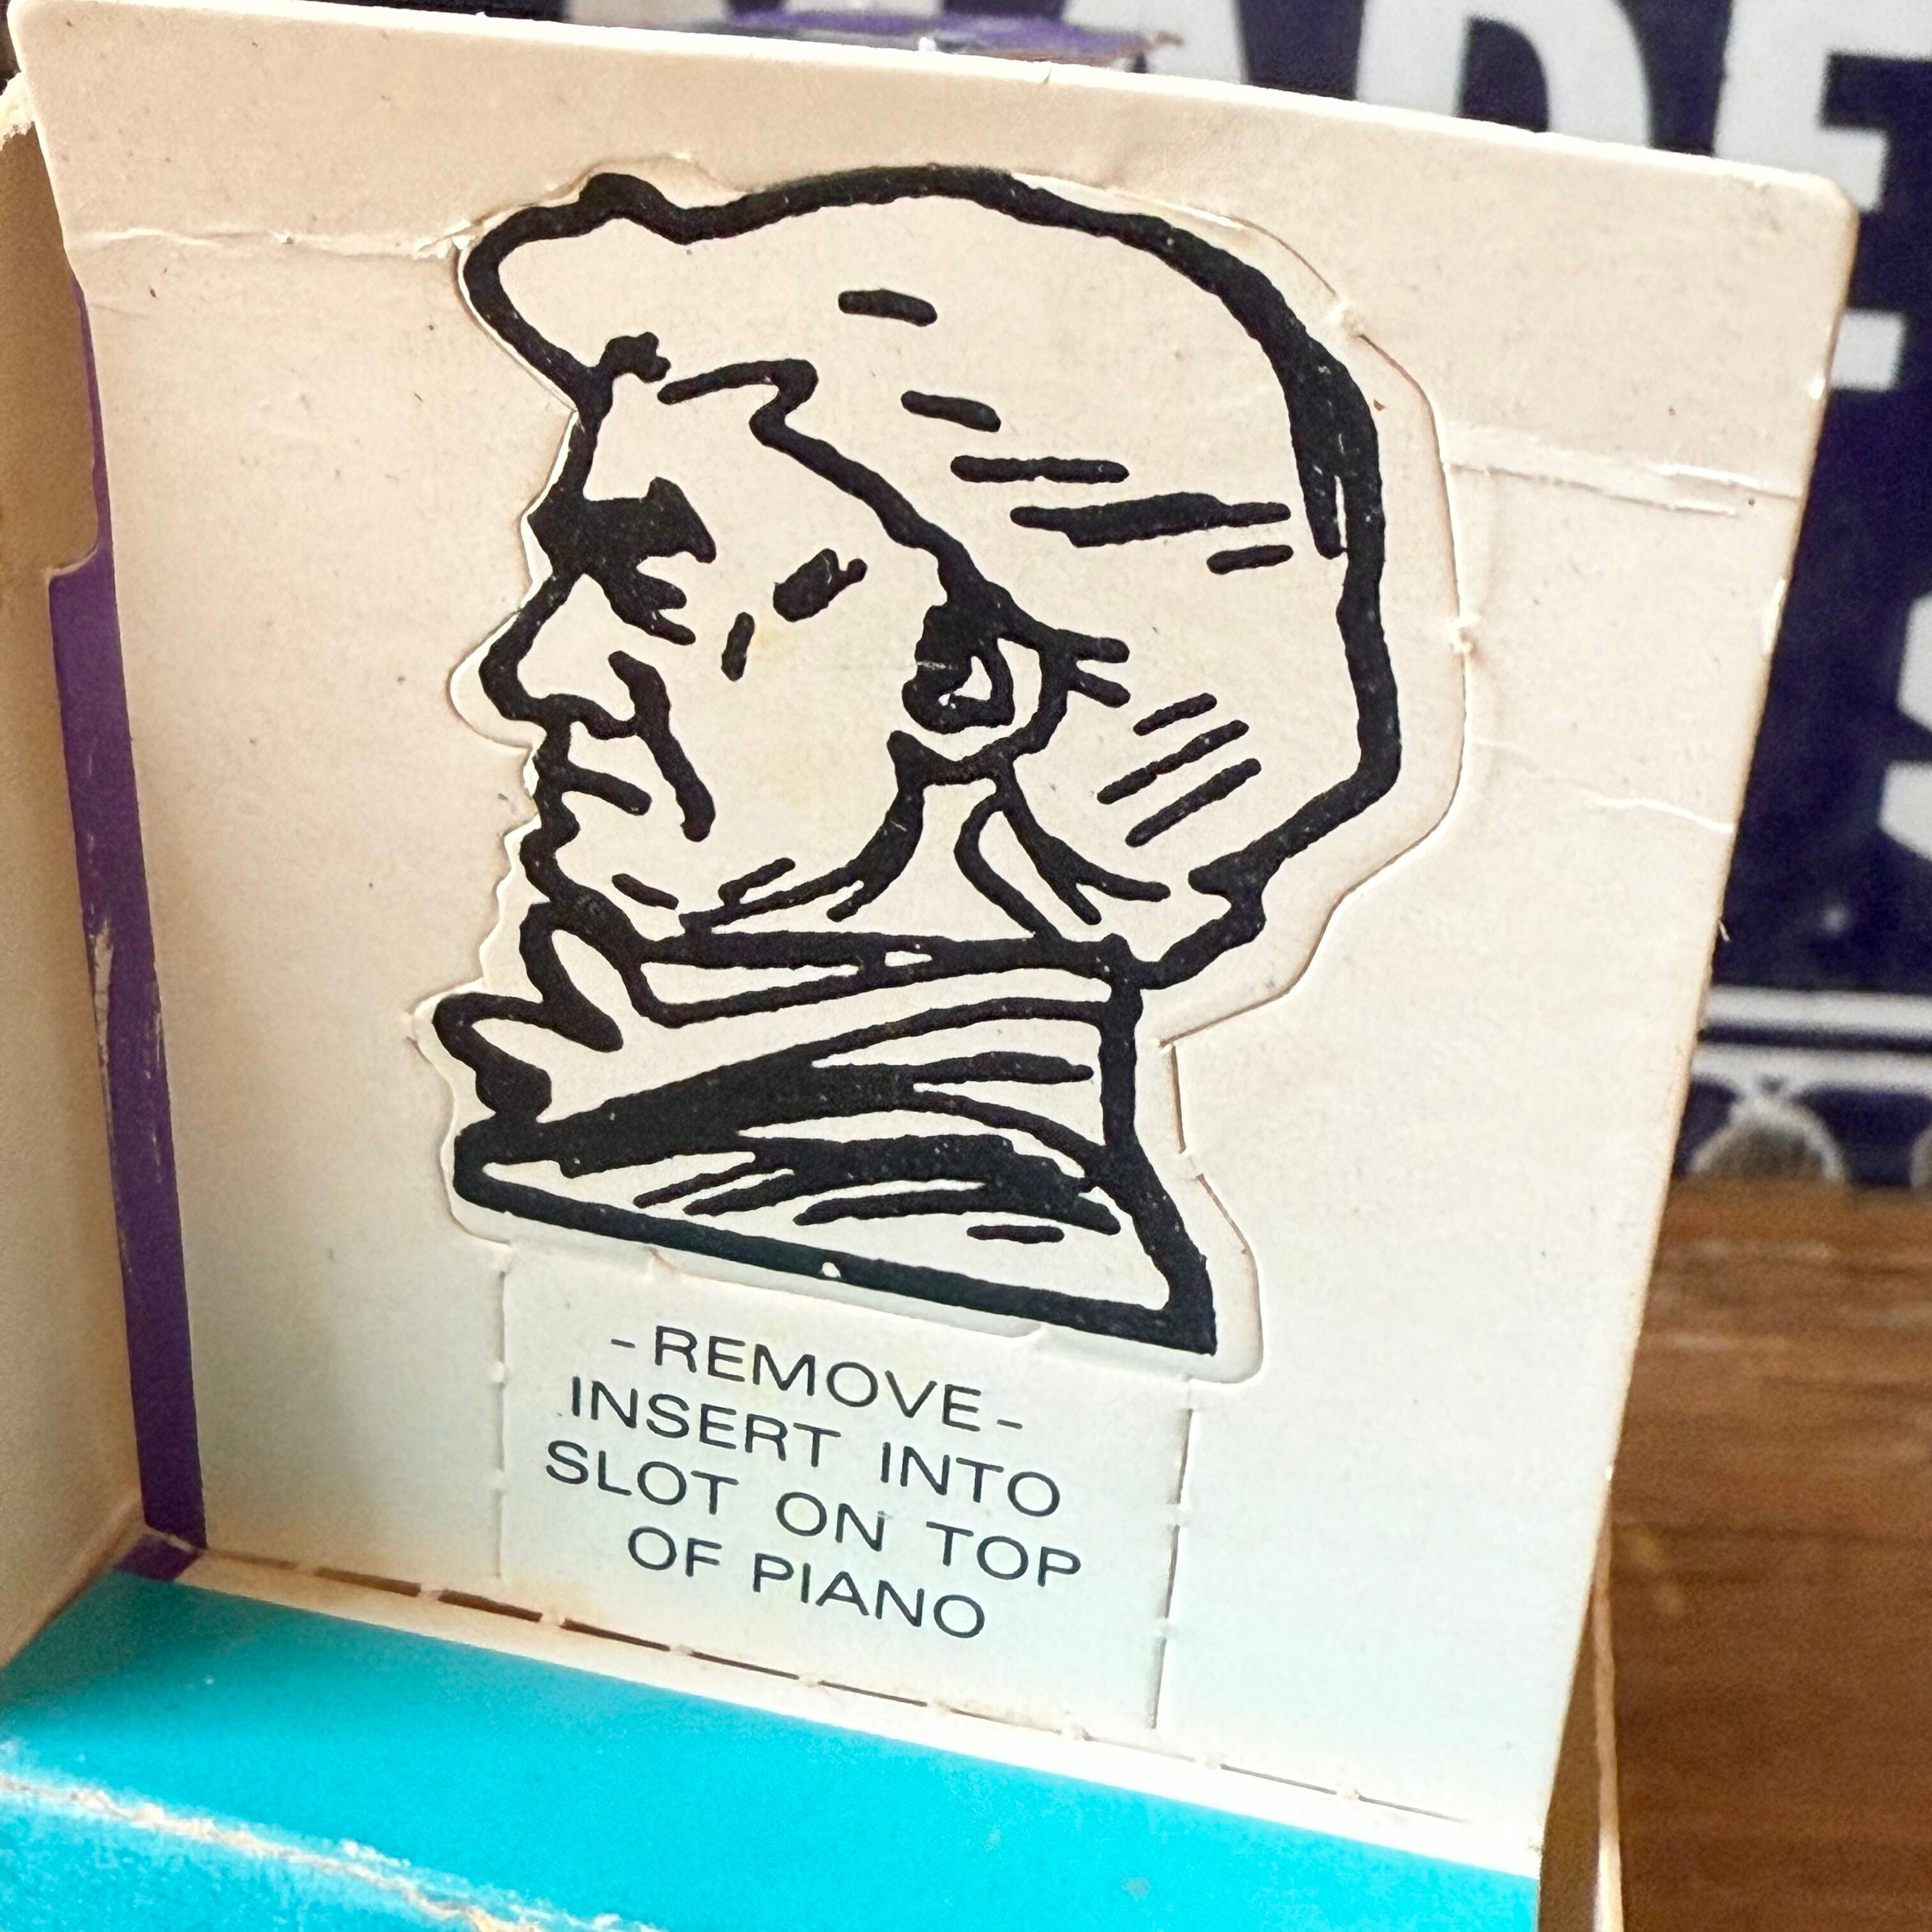 -REMOVE-
INSERT INTO
SLOT ON TOP
OF PIANO